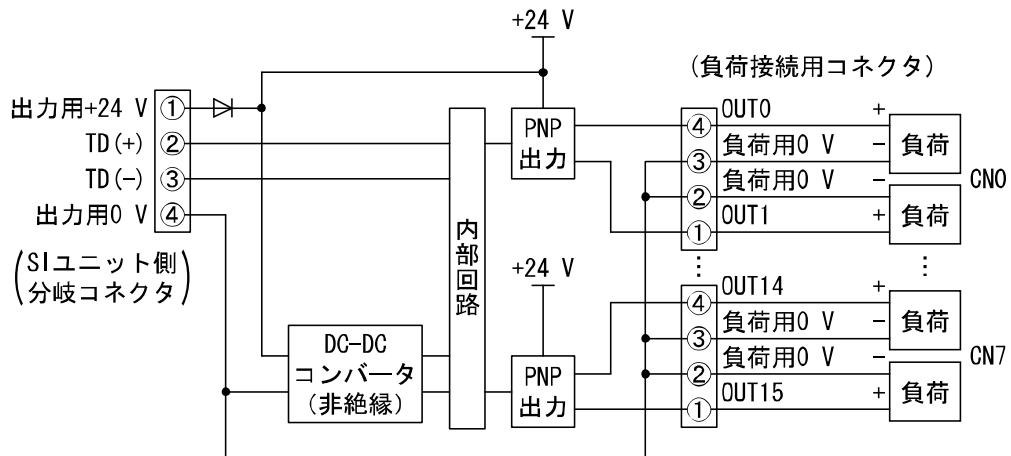 +24 V
(負荷接続用コネクタ)
出力用+24 V ①
TD(+) ②
TD(−) ③
出力用0 V ④
(SIユニット側
分岐コネクタ)
内部回路
DC-DC
コンバータ
(非絶縁)
PNP
出力
④ OUT0 +
③ 負荷用0 V −
負荷
② 負荷用0 V −
① OUT1 +
負荷
CN0
+24 V
PNP
出力
④ OUT14 +
③ 負荷用0 V −
負荷
② 負荷用0 V −
① OUT15 +
負荷
CN7